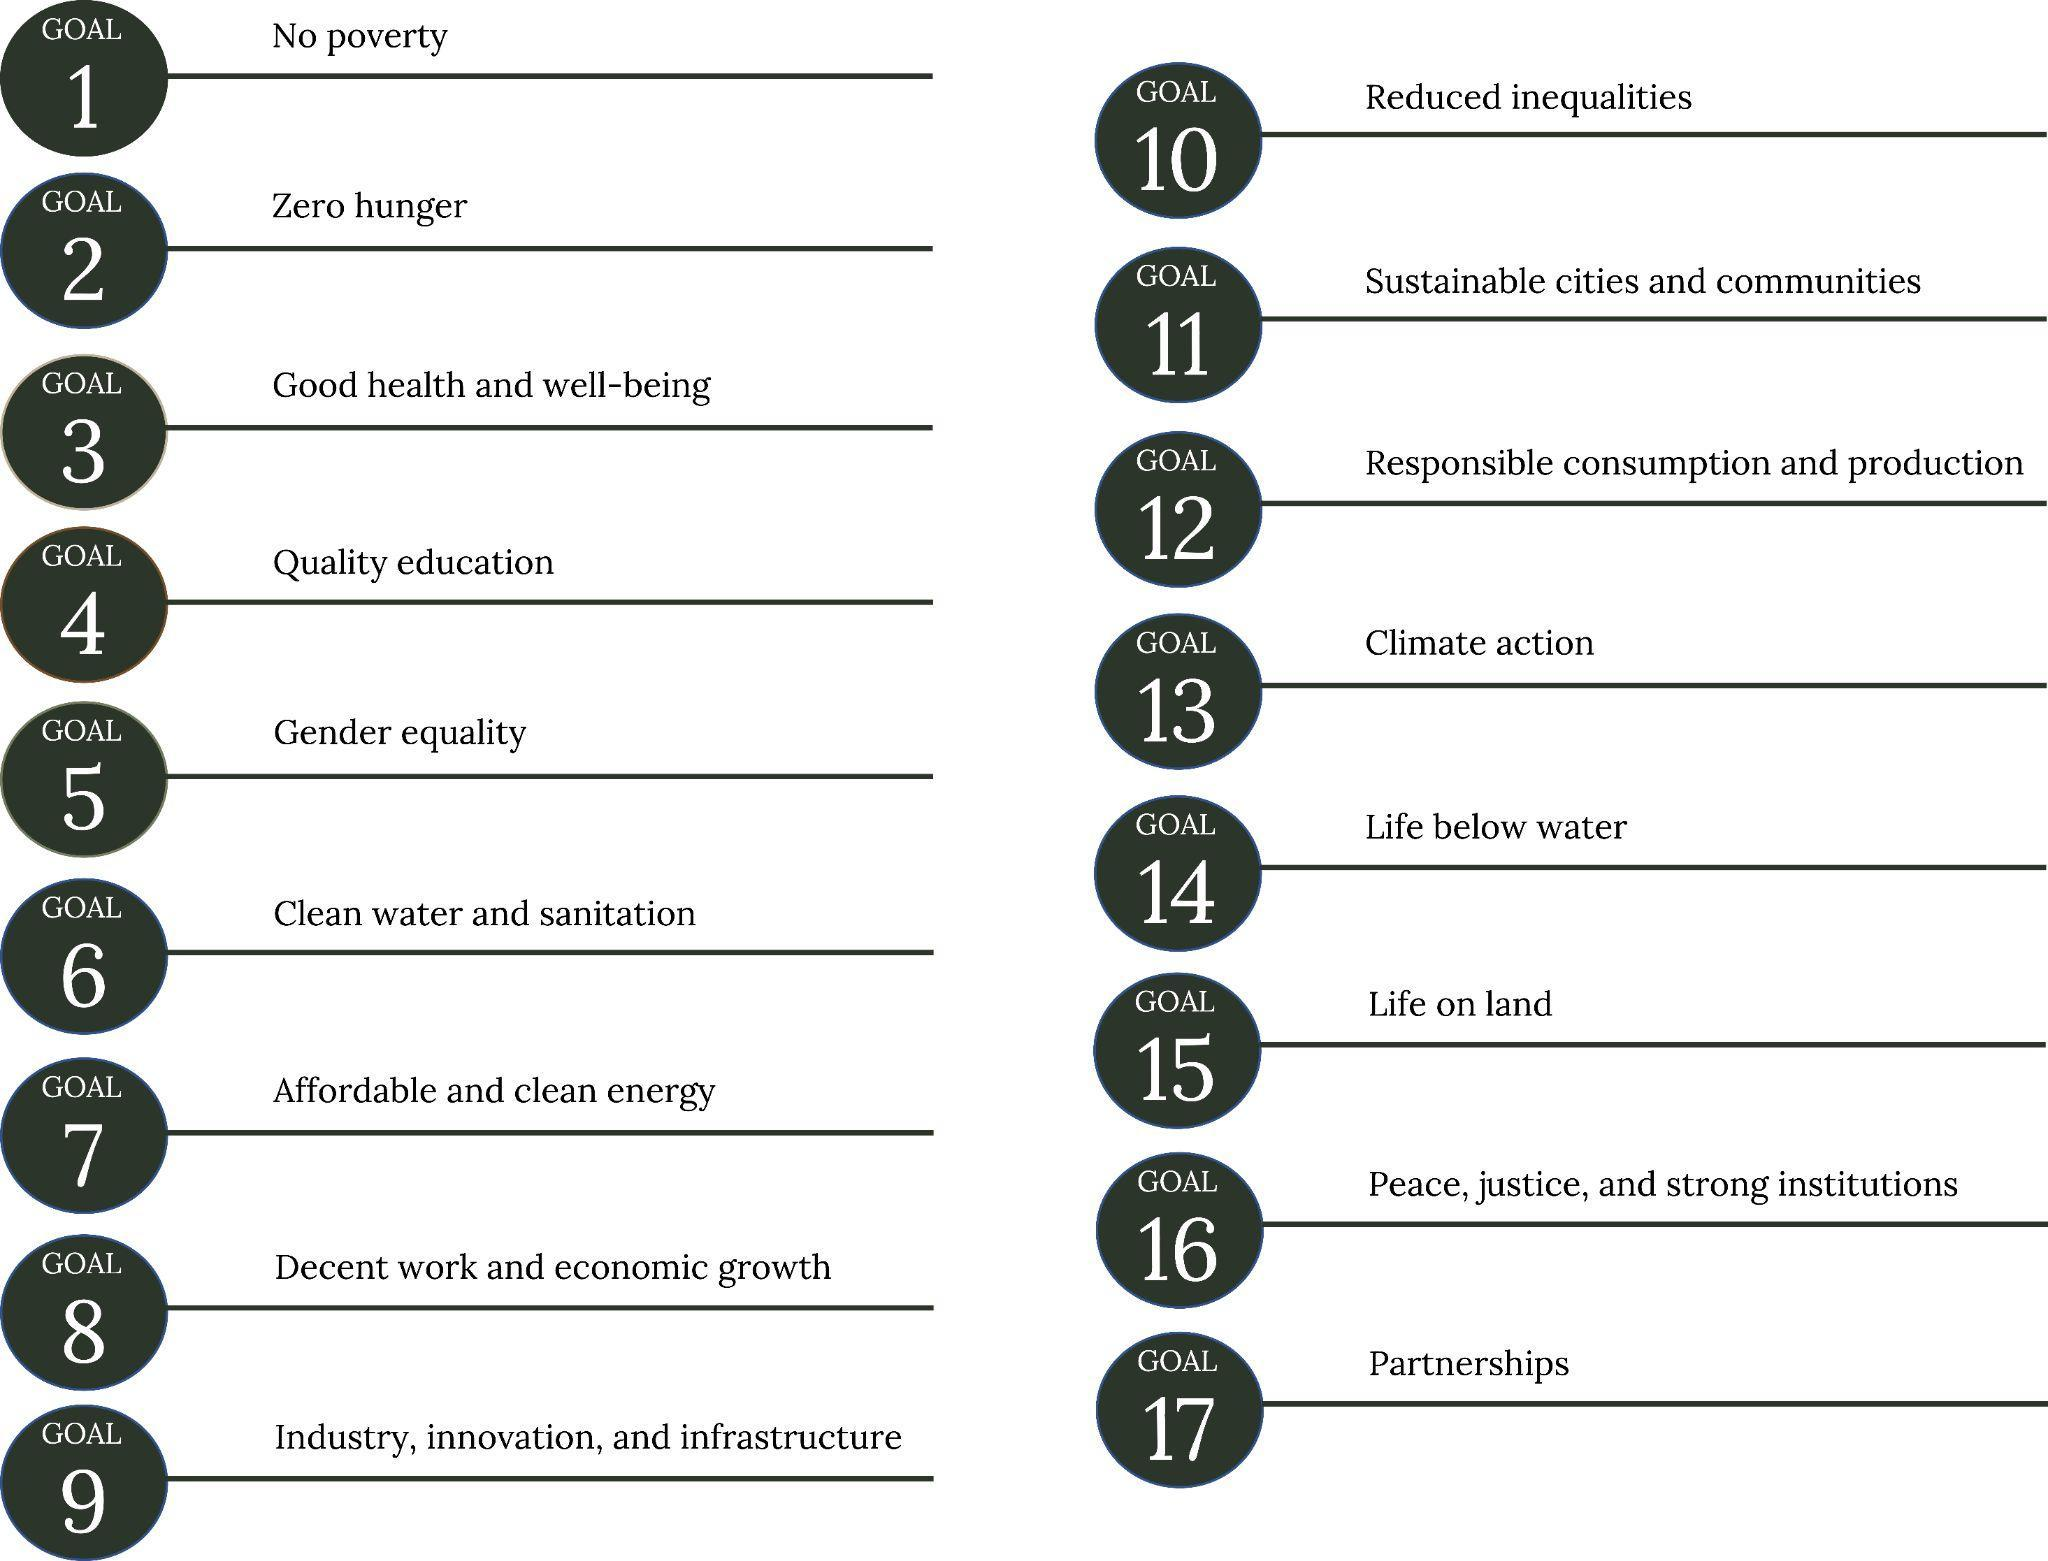 GOAL
1
No poverty
GOAL
2
Zero hunger
GOAL
3
Good health and well-being
GOAL
4
Quality education
GOAL
5
Gender equality
GOAL
6
Clean water and sanitation
GOAL
7
Affordable and clean energy
GOAL
8
Decent work and economic growth
GOAL
9
Industry, innovation, and infrastructure
GOAL
10
Reduced inequalities
GOAL
11
Sustainable cities and communities
GOAL
12
Responsible consumption and production
GOAL
13
Climate action
GOAL
14
Life below water
GOAL
15
Life on land
GOAL
16
Peace, justice, and strong institutions
GOAL
17
Partnerships